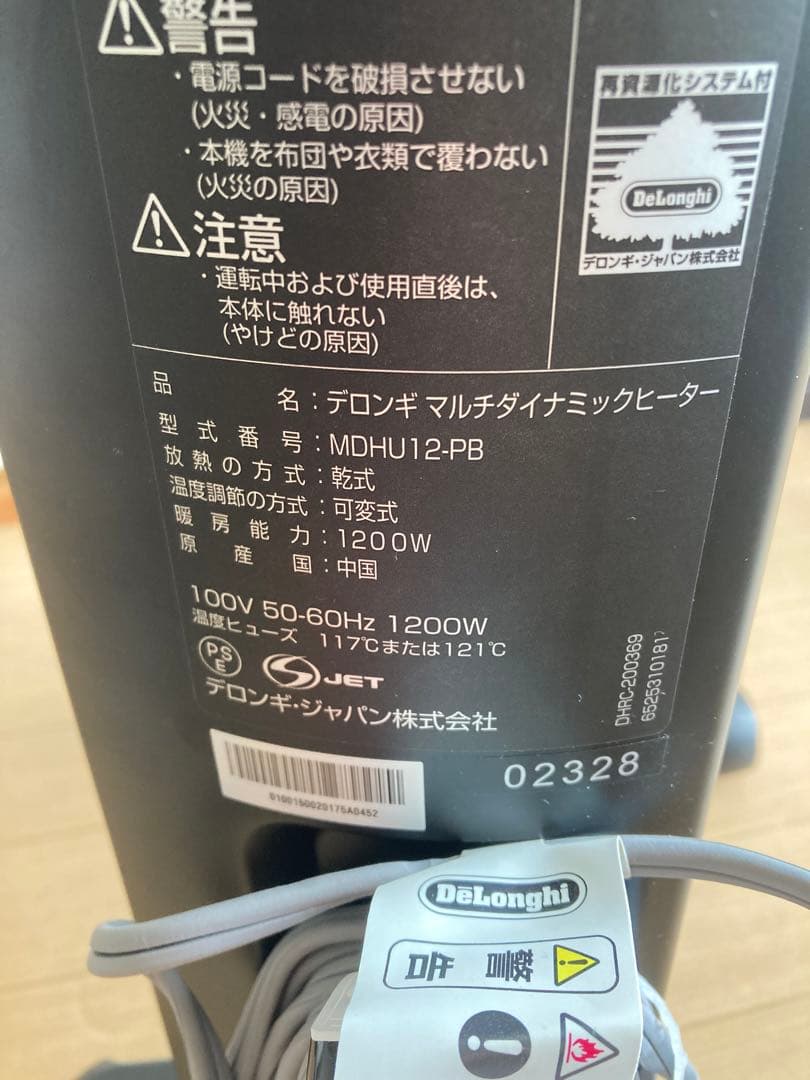 警告
・電源コードを破損させない
(火災・感電の原因)
・本機を布団や衣類で覆わない
(火災の原因)
注意
・運転中および使用直後は、
本体に触れない
(やけどの原因)
再資源化システム付
DeLonghi
デロンギ・ジャパン株式会社
品名：デロンギ マルチダイナミックヒーター
型式番号：MDHU12-PB
放熱の方式：乾式
温度調節の方式：可変式
暖房能力：1200W
原産国：中国
100V 50-60Hz 1200W
温度ヒューズ 117℃または121℃
PSE
JET
デロンギ・ジャパン株式会社
DHRC-200369
02328
0100150020175A0452
DeLonghi
警告